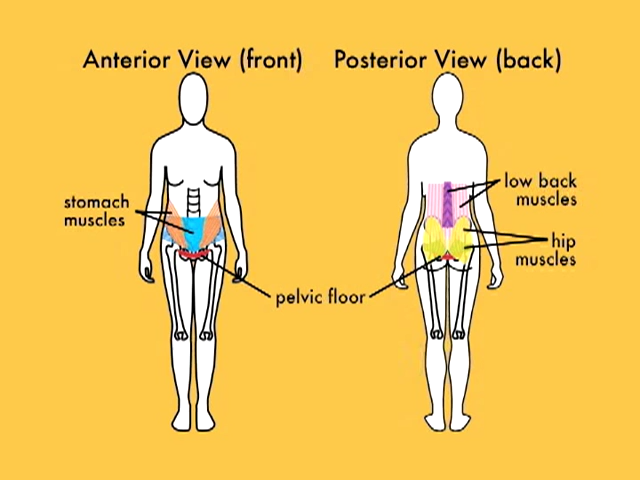 Anterior View (front)
Posterior View (back)
stomach
muscles
low back
muscles
hip
muscles
pelvic floor